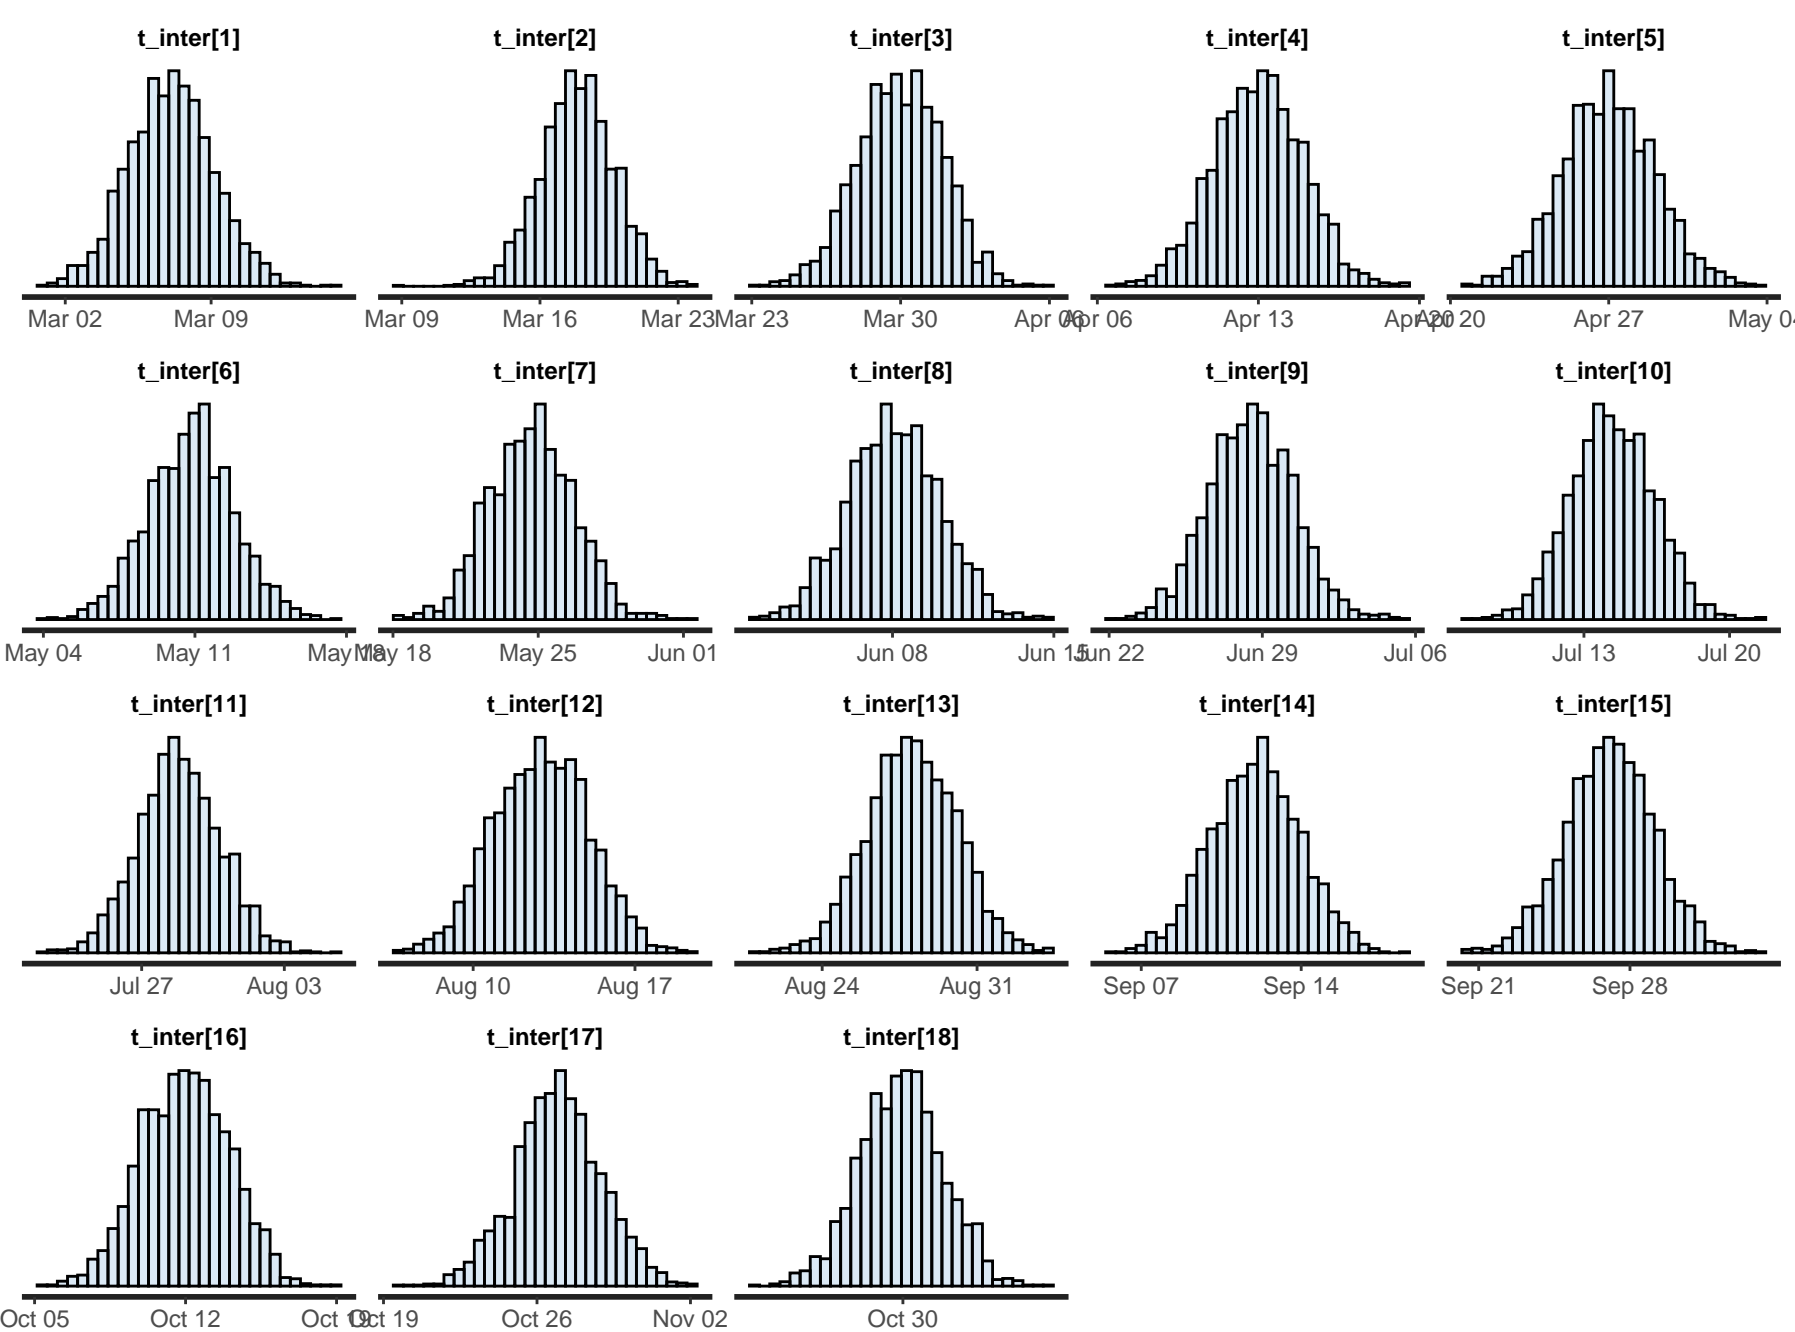 t_inter[1] t_inter[2] t_inter[3] t_inter[4] t_inter[5]
Mar 02 Mar 09 Mar 09 Mar 16 Mar 23 Mar 23 Mar 30 Apr 06 Apr 06 Apr 13 Apr 20 Apr 20 Apr 27 May 04
t_inter[6] t_inter[7] t_inter[8] t_inter[9] t_inter[10]
May 04 May 11 May 18 May 18 May 25 Jun 01 Jun 08 Jun 15 Jun 22 Jun 29 Jul 06 Jul 13 Jul 20
t_inter[11] t_inter[12] t_inter[13] t_inter[14] t_inter[15]
Jul 27 Aug 03 Aug 10 Aug 17 Aug 24 Aug 31 Sep 07 Sep 14 Sep 21 Sep 28
t_inter[16] t_inter[17] t_inter[18]
Oct 05 Oct 12 Oct 19 Oct 19 Oct 26 Nov 02 Oct 30